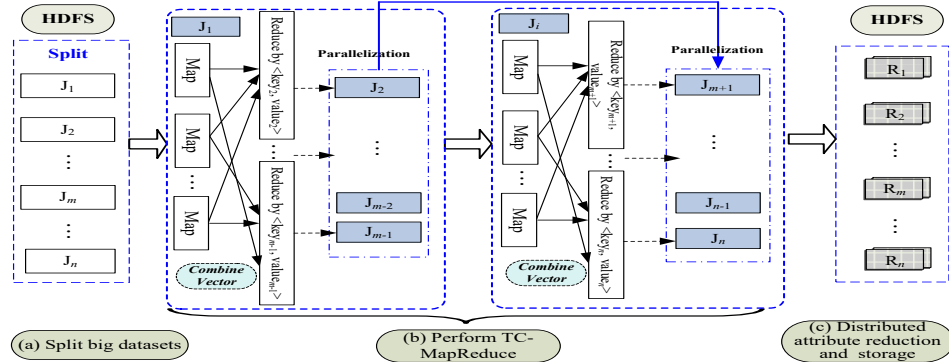 HDFS
Split
J1
J2
...
Jm
...
Jn
(a) Split big datasets
J1
Map
Map
...
Map
Reduce by <key2, value2>
...
Reduce by <keym-1, valuem-1>
Combine
Vector
Parallelization
J2
...
Jm-2
Jm-1
Ji
Map
Map
...
Map
Reduce by <keym+1,
valuem+1>
...
Reduce by <keyn, valuen>
Combine
Vector
Parallelization
Jm+1
...
Jn-1
Jn
(b) Perform TC-
MapReduce
HDFS
R1
R2
...
Rm
...
Rn
(c) Distributed
attribute reduction
and storage